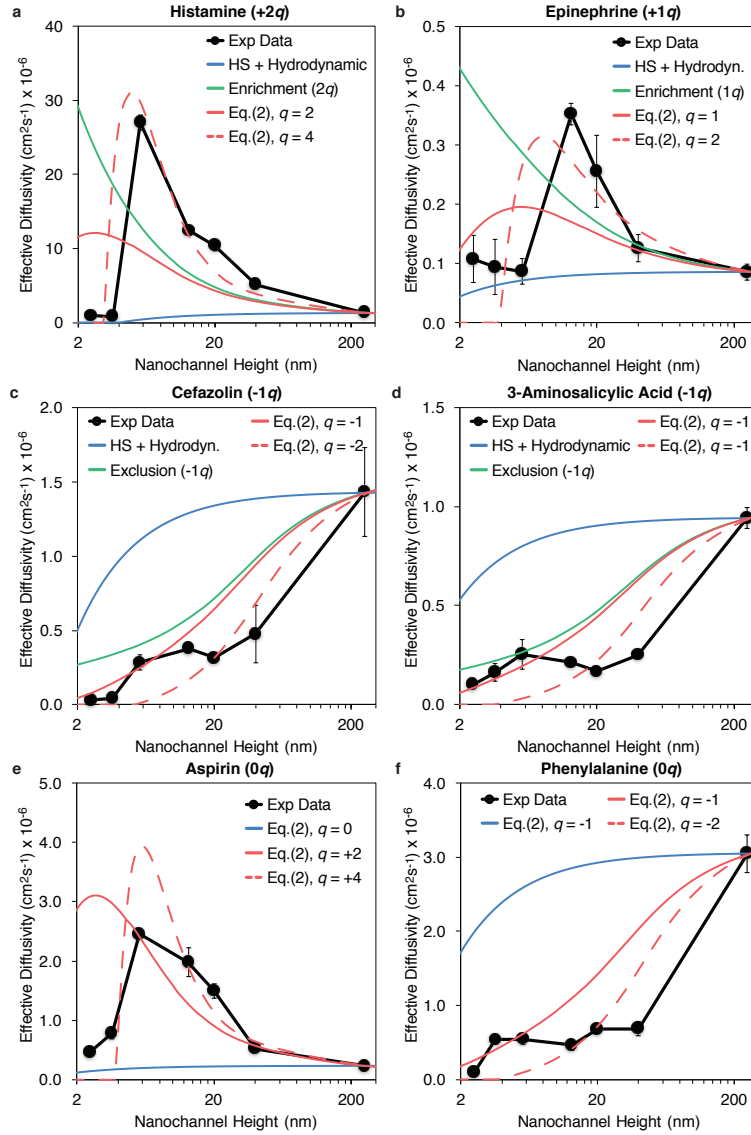 a
Histamine (+2q)
Effective Diffusivity (cm2s-1) x 10-6
40
30
20
10
0
Exp Data
HS + Hydrodynamic
Enrichment (2q)
Eq.(2), q = 2
Eq.(2), q = 4
2 20 200
Nanochannel Height (nm)
b
Epinephrine (+1q)
Effective Diffusivity (cm2s-1) x 10-6
0.5
0.4
0.3
0.2
0.1
0.0
Exp Data
HS + Hydrodyn.
Enrichment (1q)
Eq.(2), q = 1
Eq.(2), q = 2
2 20 200
Nanochannel Height (nm)
c
Cefazolin (-1q)
Effective Diffusivity (cm2s-1) x 10-6
2.0
1.5
1.0
0.5
0.0
Exp Data
HS + Hydrodyn.
Exclusion (-1q)
Eq.(2), q = -1
Eq.(2), q = -2
2 20 200
Nanochannel Height (nm)
d
3-Aminosalicylic Acid (-1q)
Effective Diffusivity (cm2s-1) x 10-6
1.5
1.0
0.5
0.0
Exp Data
HS + Hydrodynamic
Exclusion (-1q)
Eq.(2), q = -1
Eq.(2), q = -1
2 20 200
Nanochannel Height (nm)
e
Aspirin (0q)
Effective Diffusivity (cm2s-1) x 10-6
5.0
4.0
3.0
2.0
1.0
0.0
Exp Data
Eq.(2), q = 0
Eq.(2), q = +2
Eq.(2), q = +4
2 20 200
Nanochannel Height (nm)
f
Phenylalanine (0q)
Effective Diffusivity (cm2s-1) x 10-6
4.0
3.0
2.0
1.0
0.0
Exp Data
Eq.(2), q = -1
Eq.(2), q = -1
Eq.(2), q = -2
2 20 200
Nanochannel Height (nm)